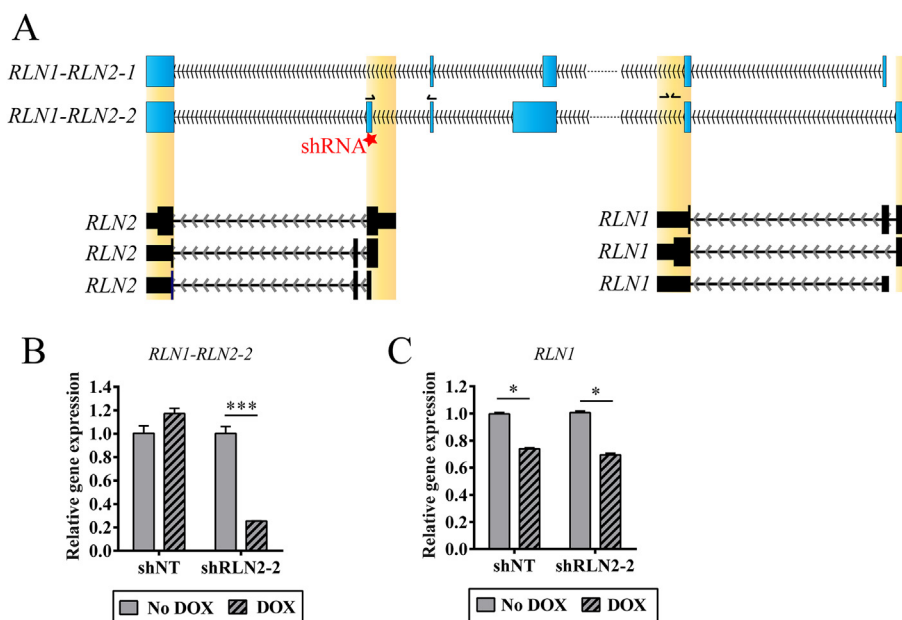 A
RLN1-RLN2-1
RLN1-RLN2-2
shRNA
RLN2
RLN1
RLN2
RLN1
RLN2
RLN1
B
RLN1-RLN2-2
Relative gene expression
1.4
1.2
1.0
0.8
0.6
0.4
0.2
0.0
***
shNT
shRLN2-2
No DOX
DOX
C
RLN1
Relative gene expression
1.2
1.0
0.8
0.6
0.4
0.2
0.0
*
*
shNT
shRLN2-2
No DOX
DOX